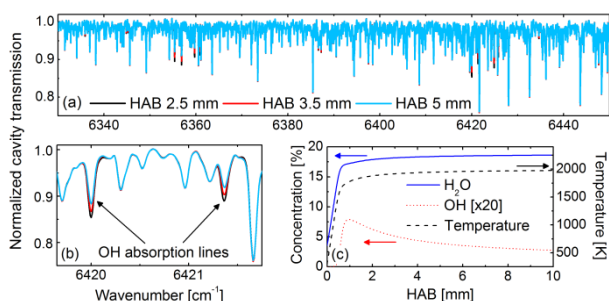 Normalized cavity transmission
1.0
0.9
0.8
(a)
HAB 2.5 mm
HAB 3.5 mm
HAB 5 mm
6340
6360
6380
6400
6420
6440
1.0
0.9
0.8
(b)
OH absorption lines
6420
6421
Wavenumber [cm⁻¹]
Concentration [%]
20
15
10
5
0
H₂O
OH [x20]
Temperature
(c)
0
2
4
6
8
10
HAB [mm]
2000
1500
1000
500
Temperature [K]